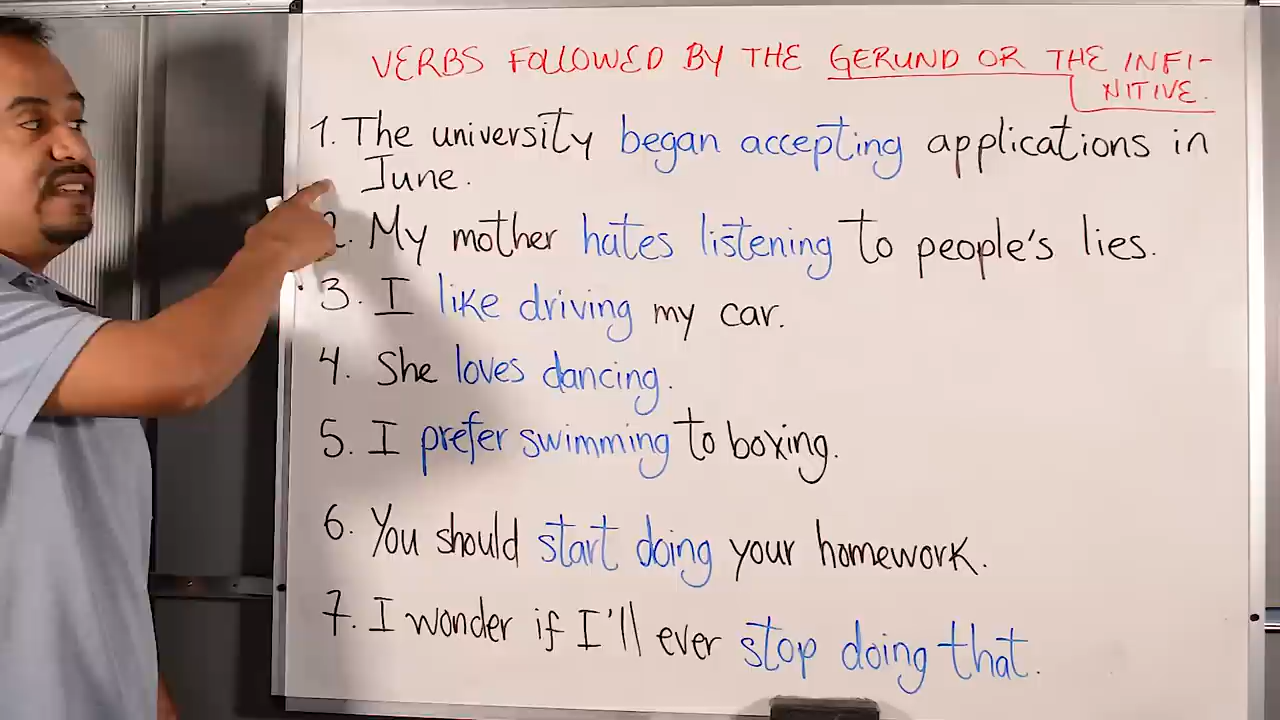 VERBS FOLLOWED BY THE GERUND OR THE INFI-
NITIVE.
1. The university began accepting applications in
June.
2. My mother hates listening to people's lies.
3. I like driving my car.
4. She loves dancing.
5. I prefer swimming to boxing.
6. You should start doing your homework.
7. I wonder if I'll ever stop doing that.